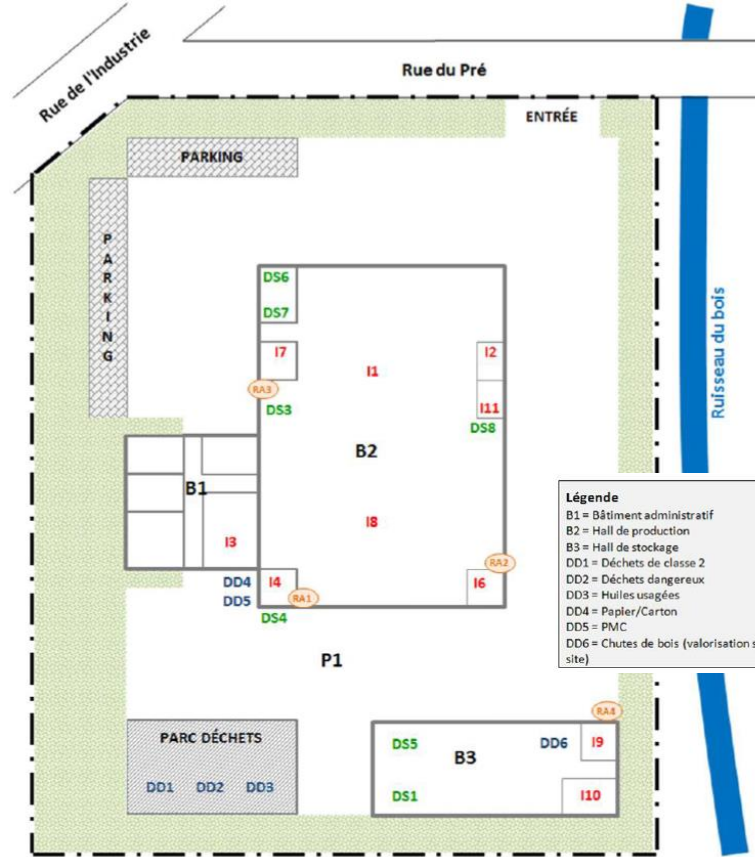 Rue de l'Industrie
Rue du Pré
ENTRÉE
PARKING
PARKING
DS6
DS7
I7
I1
I2
RA3
DS3
I11
DS8
B2
B1
Ruisseau du bois
I8
I3
RA2
DD4
I4
I6
DD5
RA1
DS4
P1
Légende
B1 = Bâtiment administratif
B2 = Hall de production
B3 = Hall de stockage
DD1 = Déchets de classe 2
DD2 = Déchets dangereux
DD3 = Huiles usagées
DD4 = Papier/Carton
DD5 = PMC
DD6 = Chutes de bois (valorisation s
site)
RA4
PARC DÉCHETS
DS5
B3
DD6
I9
DD1 DD2 DD3
DS1
I10